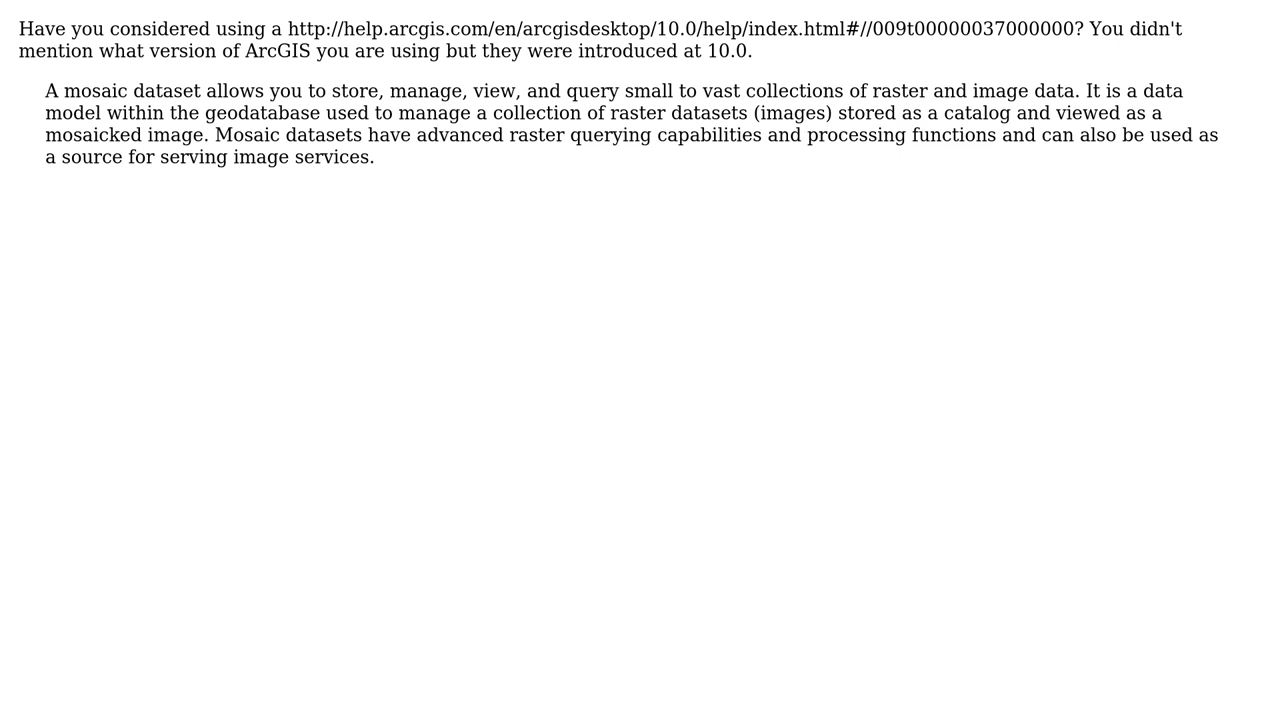 Have you considered using a http://help.arcgis.com/en/arcgisdesktop/10.0/help/index.html#//009t00000037000000? You didn't
mention what version of ArcGIS you are using but they were introduced at 10.0.
A mosaic dataset allows you to store, manage, view, and query small to vast collections of raster and image data. It is a data
model within the geodatabase used to manage a collection of raster datasets (images) stored as a catalog and viewed as a
mosaicked image. Mosaic datasets have advanced raster querying capabilities and processing functions and can also be used as
a source for serving image services.